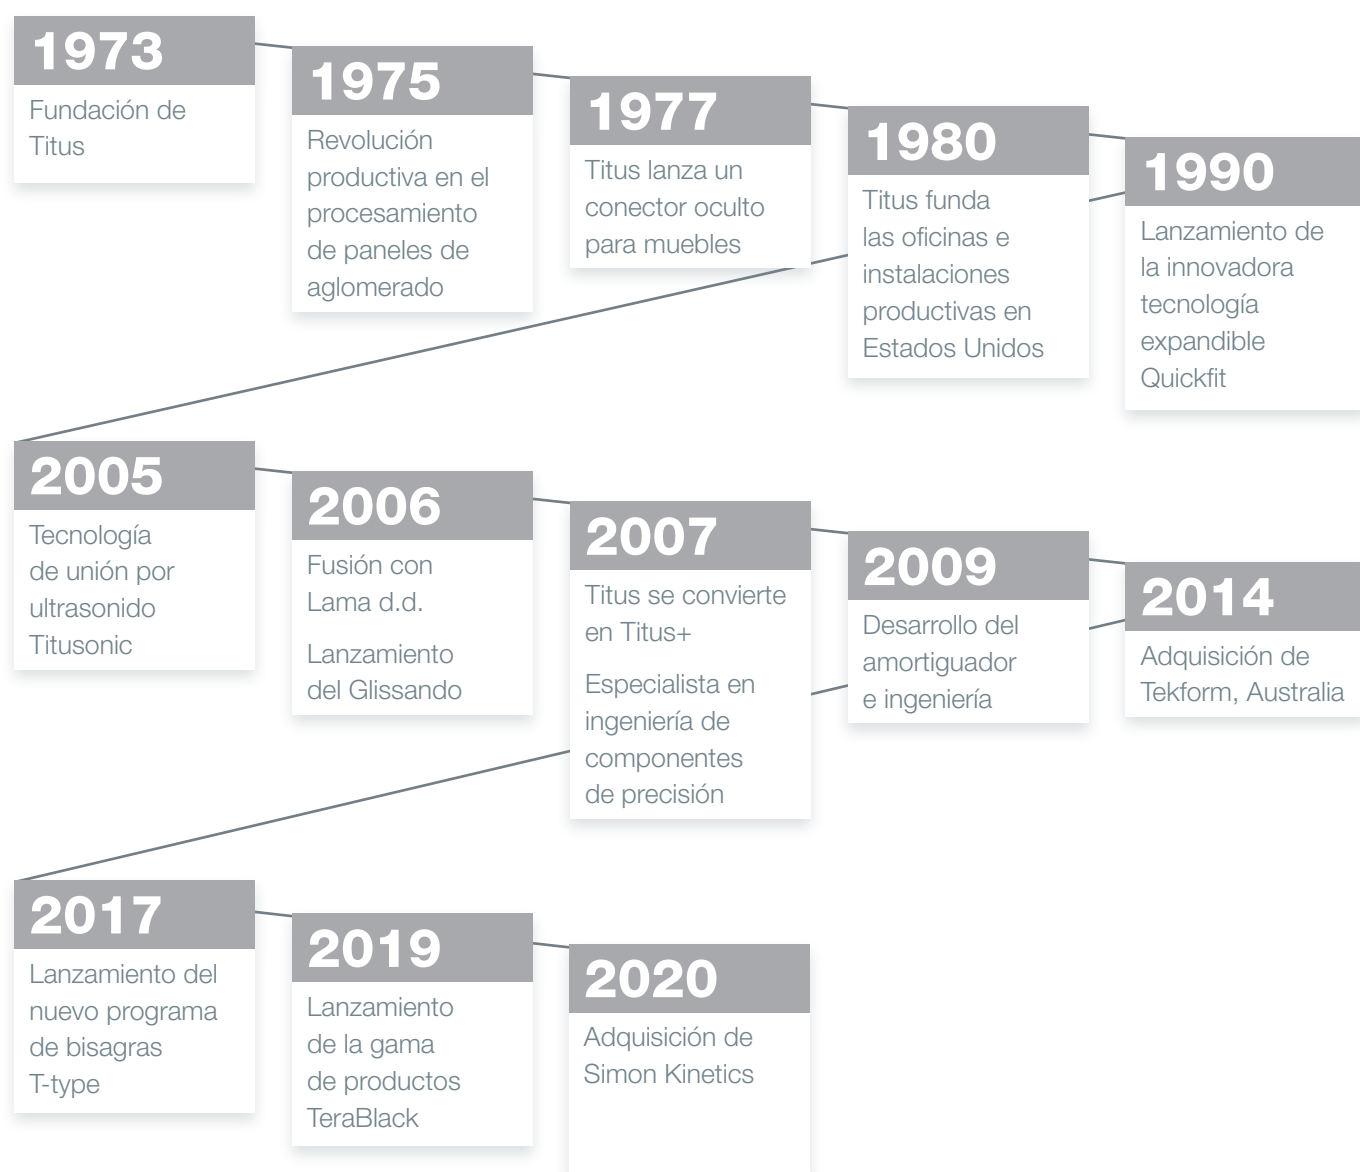 1973
Fundación de
Titus
1975
Revolución
productiva en el
procesamiento
de paneles de
aglomerado
1977
Titus lanza un
conector oculto
para muebles
1980
Titus funda
las oficinas e
instalaciones
productivas en
Estados Unidos
1990
Lanzamiento de
la innovadora
tecnología
expandible
Quickfit
2005
Tecnología
de unión por
ultrasonido
Titusonic
2006
Fusión con
Lama d.d.
Lanzamiento
del Glissando
2007
Titus se convierte
en Titus+
Especialista en
ingeniería de
componentes
de precisión
2009
Desarrollo del
amortiguador
e ingeniería
2014
Adquisición de
Tekform, Australia
2017
Lanzamiento del
nuevo programa
de bisagras
T-type
2019
Lanzamiento
de la gama
de productos
TeraBlack
2020
Adquisición de
Simon Kinetics